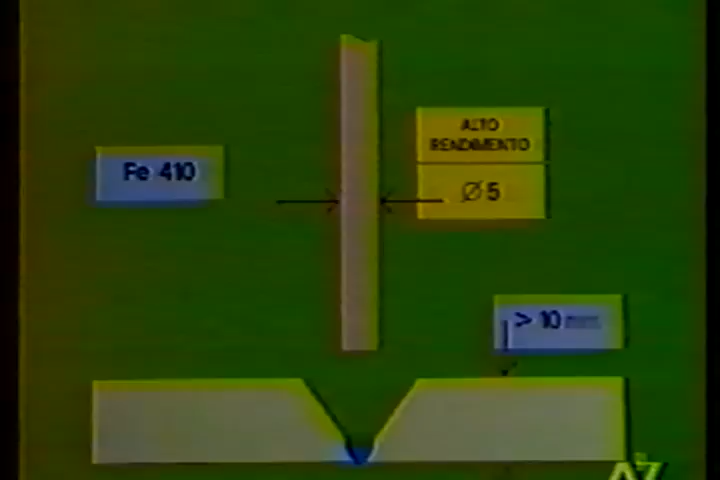 ALTO
RENDIMENTO
Fe 410
Ø 5
> 10 mm